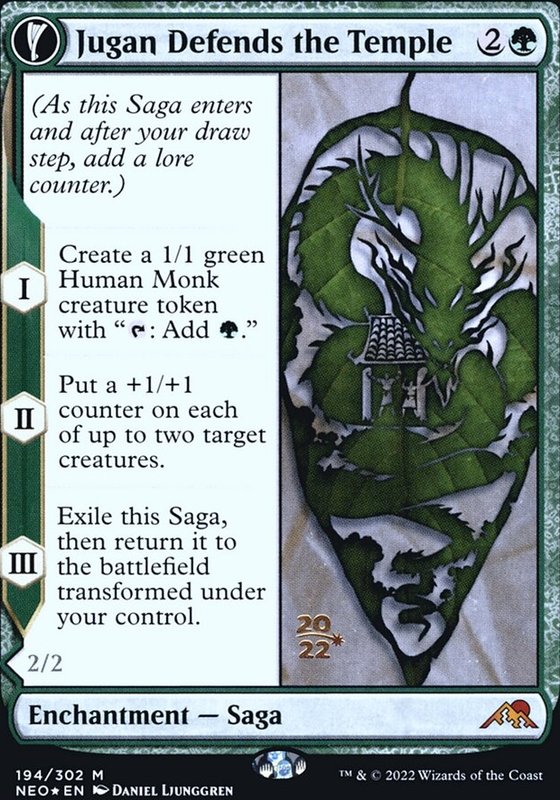 Jugan Defends the Temple 2
(As this Saga enters
and after your draw
step, add a lore
counter.)
I
Create a 1/1 green
Human Monk
creature token
with “: Add .”
II
Put a +1/+1
counter on each
of up to two target
creatures.
III
Exile this Saga,
then return it to
the battlefield
transformed under
your control.
2/2
20
22
Enchantment — Saga
194/302 M
NEO★EN DANIEL LJUNGGREN
™ & © 2022 Wizards of the Coast